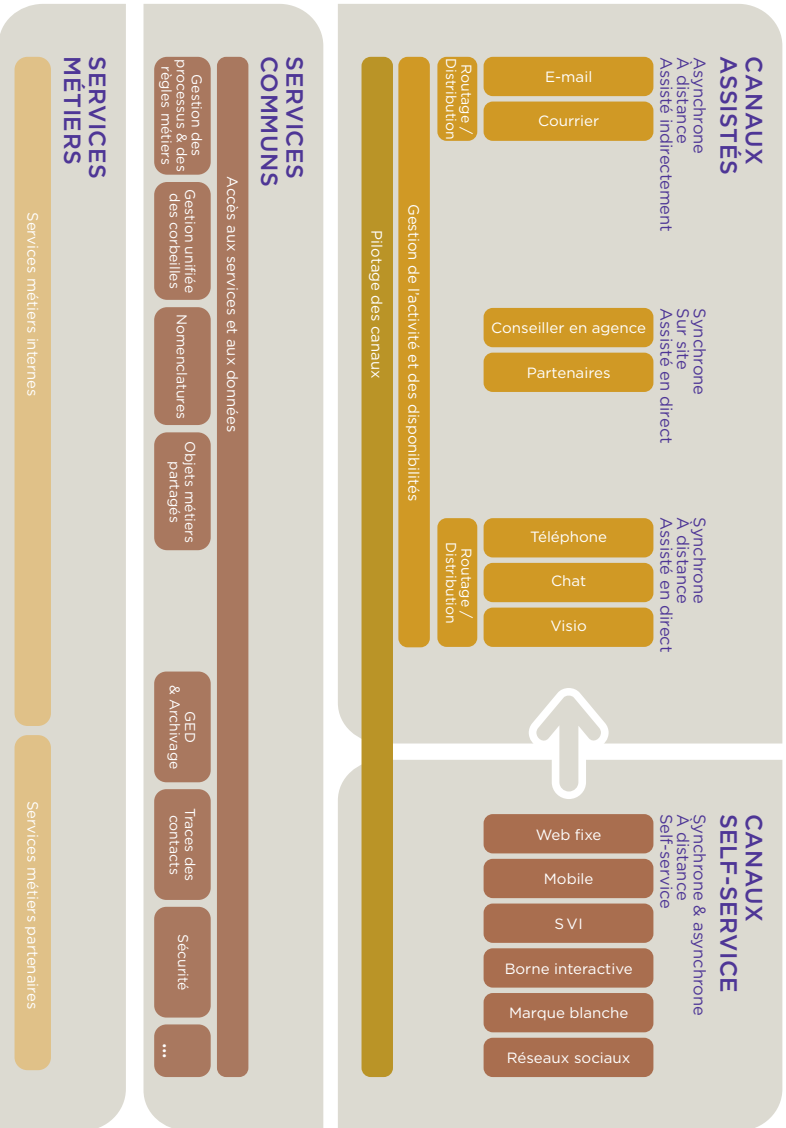 CANAUX
ASSISTÉS
Asynchrone
À distance
Assisté indirectement
E-mail
Courrier
Routage /
Distribution
Synchrone
Sur site
Assisté en direct
Conseiller en agence
Partenaires
Synchrone
À distance
Assisté en direct
Téléphone
Chat
Visio
Routage /
Distribution
Gestion de l'activité et des disponibilités
CANAUX
SELF-SERVICE
Synchrone & asynchrone
À distance
Self-service
Web fixe
Mobile
SVI
Borne interactive
Marque blanche
Réseaux sociaux
Pilotage des canaux
SERVICES
COMMUNS
Accès aux services et aux données
Gestion des
processus & des
règles métiers
Gestion unifiée
des corbeilles
Nomenclatures
Objets métiers
partagés
GED
& Archivage
Traces des
contacts
Sécurité
...
SERVICES
MÉTIERS
Services métiers internes
Services métiers partenaires